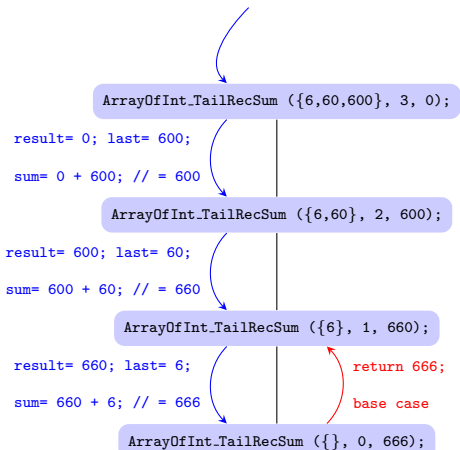 ArrayOfInt_TailRecSum ({6,60,600}, 3, 0);
result= 0; last= 600;
sum= 0 + 600; // = 600
ArrayOfInt_TailRecSum ({6,60}, 2, 600);
result= 600; last= 60;
sum= 600 + 60; // = 660
ArrayOfInt_TailRecSum ({6}, 1, 660);
result= 660; last= 6;
return 666;
sum= 660 + 6; // = 666
base case
ArrayOfInt_TailRecSum ({}, 0, 666);